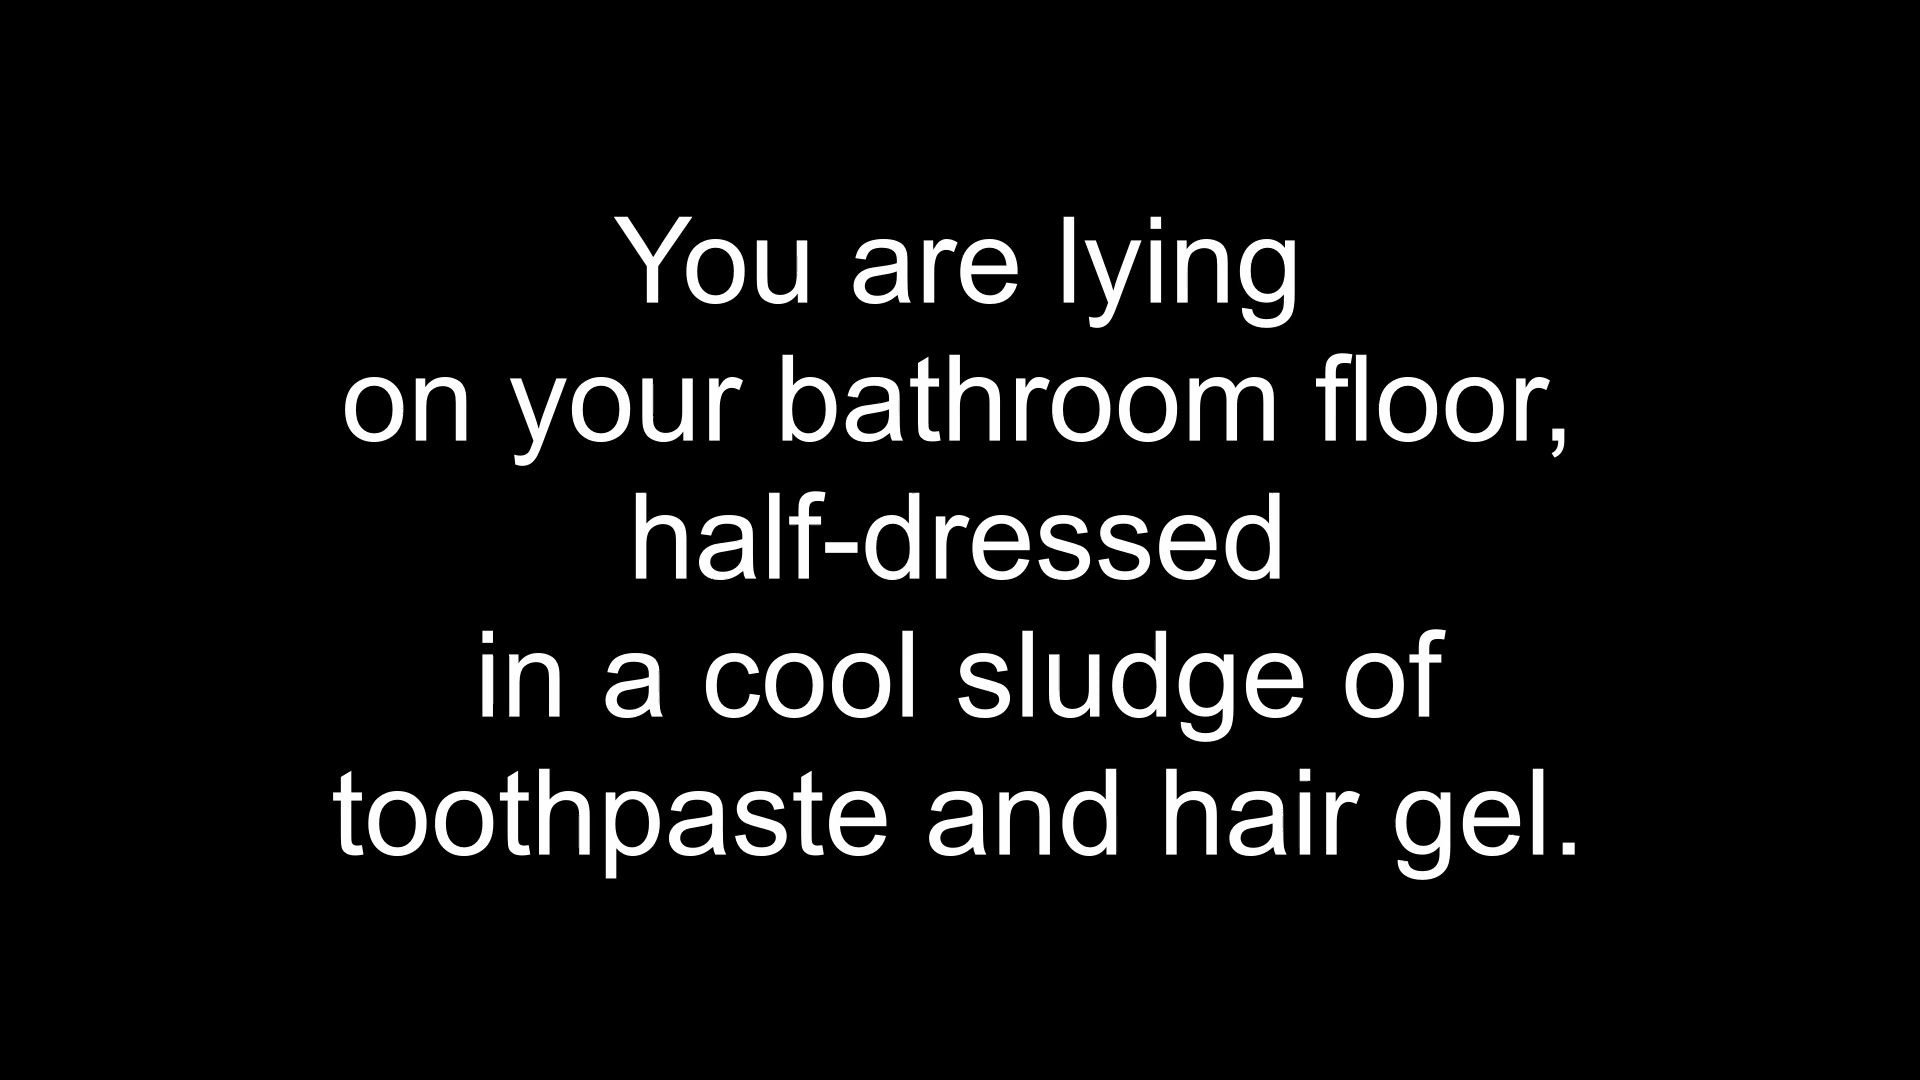 You are lying
on your bathroom floor,
half-dressed
in a cool sludge of
toothpaste and hair gel.